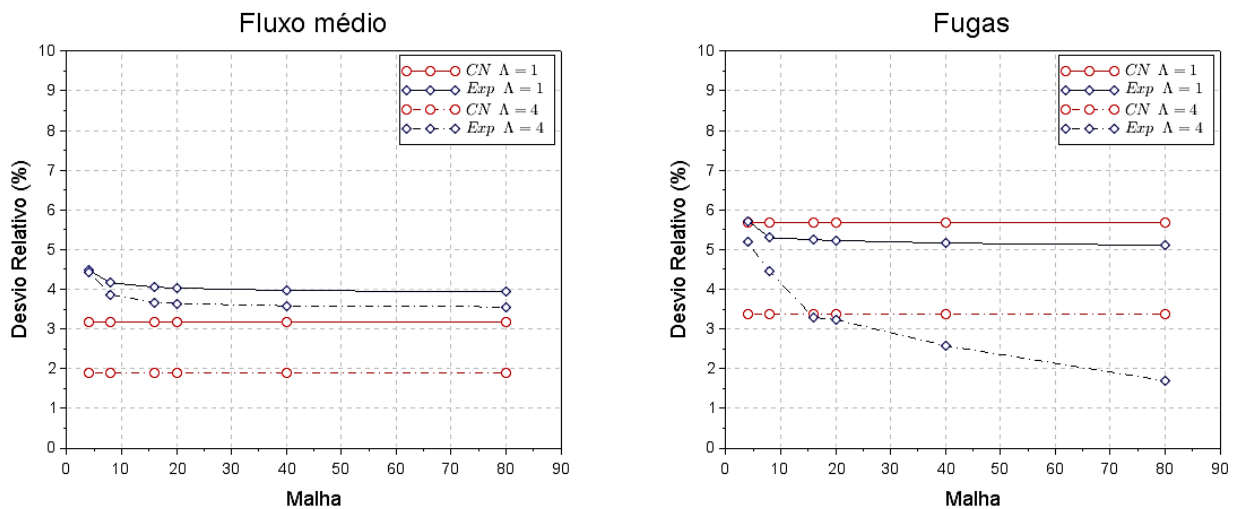 Fluxo médio
10
9
8
7
6
5
4
3
2
1
0
Desvio Relativo (%)
CN Λ = 1
Exp Λ = 1
CN Λ = 4
Exp Λ = 4
0 10 20 30 40 50 60 70 80 90
Malha
Fugas
10
9
8
7
6
5
4
3
2
1
0
Desvio Relativo (%)
CN Λ = 1
Exp Λ = 1
CN Λ = 4
Exp Λ = 4
0 10 20 30 40 50 60 70 80 90
Malha